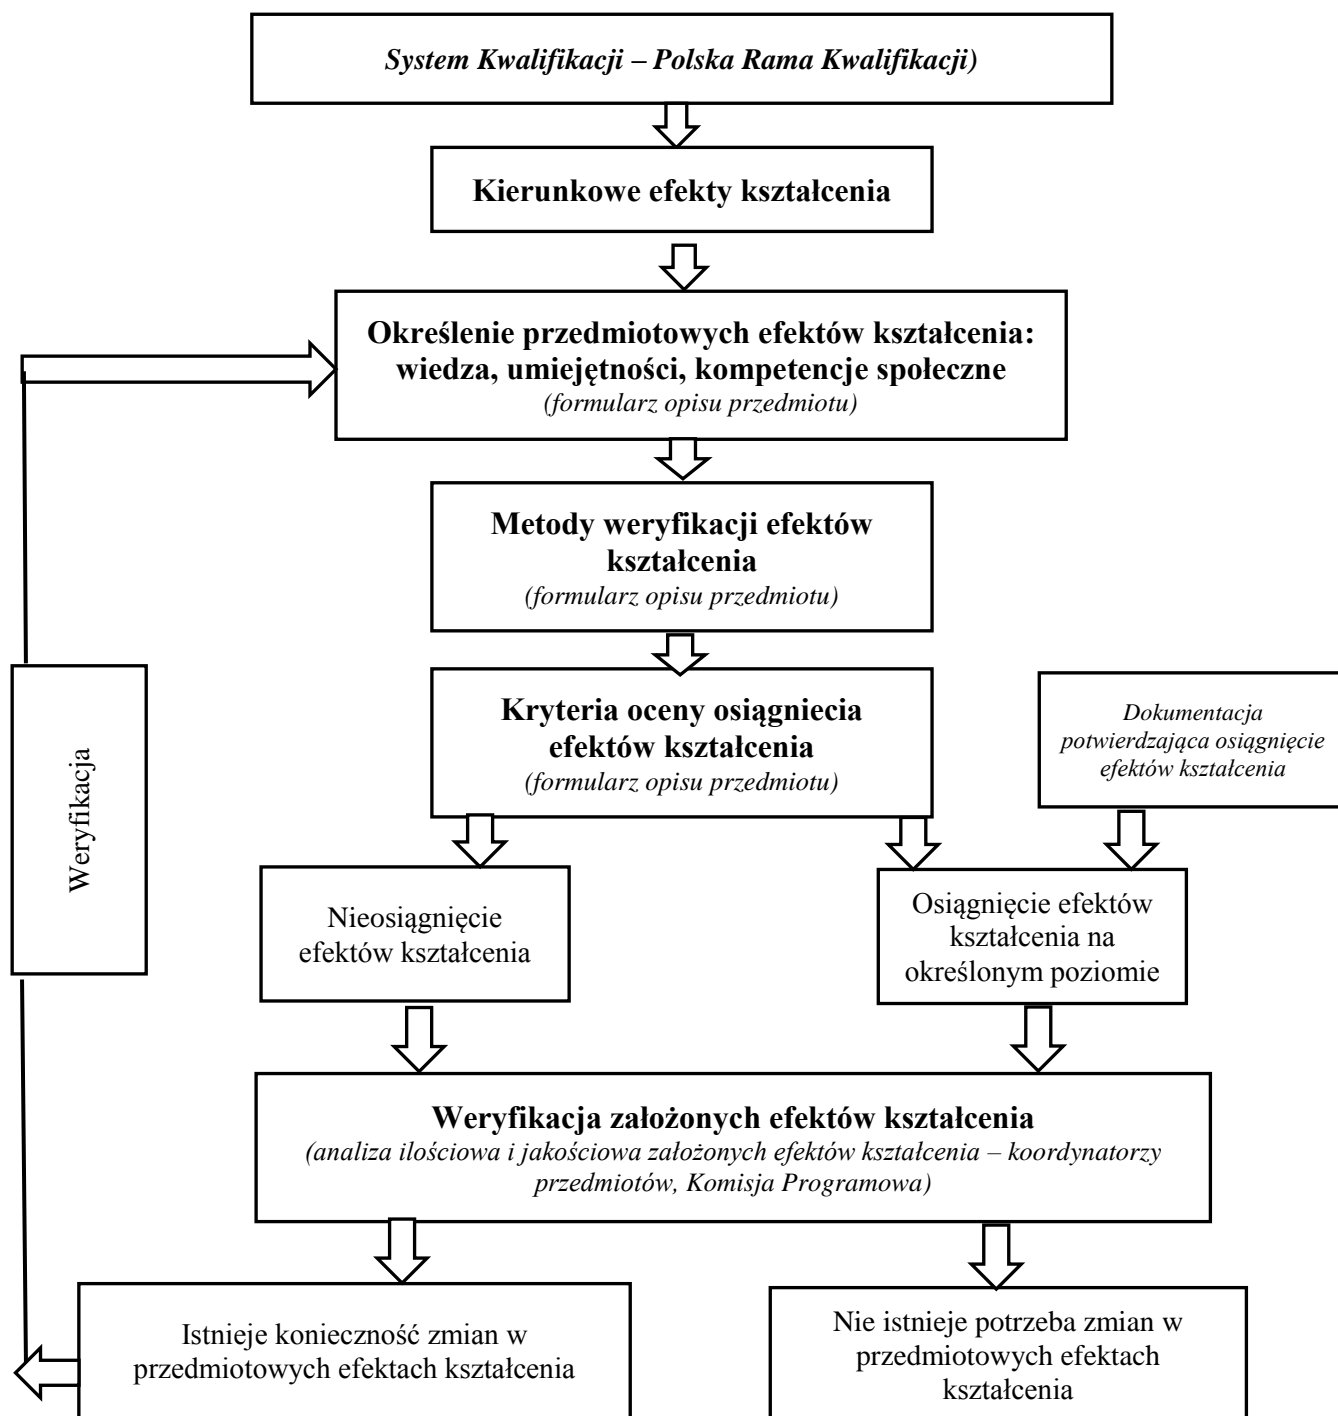 System Kwalifikacji – Polska Rama Kwalifikacji)
Kierunkowe efekty kształcenia
Określenie przedmiotowych efektów kształcenia:
wiedza, umiejętności, kompetencje społeczne
(formularz opisu przedmiotu)
Metody weryfikacji efektów
kształcenia
(formularz opisu przedmiotu)
Kryteria oceny osiągniecia
efektów kształcenia
(formularz opisu przedmiotu)
Dokumentacja
potwierdzająca osiągnięcie
efektów kształcenia
Weryfikacja
Nieosiągnięcie
efektów kształcenia
Osiągnięcie efektów
kształcenia na
określonym poziomie
Weryfikacja założonych efektów kształcenia
(analiza ilościowa i jakościowa założonych efektów kształcenia – koordynatorzy
przedmiotów, Komisja Programowa)
Istnieje konieczność zmian w
przedmiotowych efektach kształcenia
Nie istnieje potrzeba zmian w
przedmiotowych efektach
kształcenia